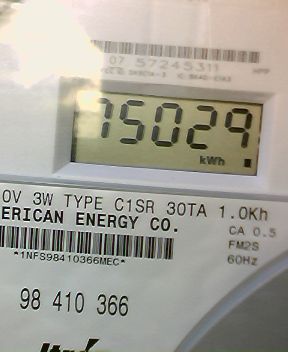 07 57245311
75029
kWh
0V 3W TYPE C1SR 30TA 1.0Kh
ERICAN ENERGY CO.
CA 0.5
FM2S
60Hz
*1NFS98410366MEC*
98 410 366